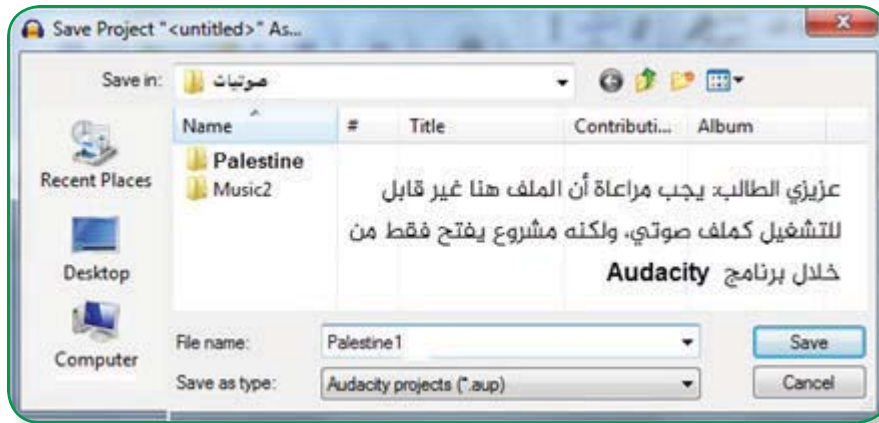 Save Project "<untitled>" As...
Save in: صوتيات
Name # Title Contributi... Album
Palestine
Music2
Recent Places
Desktop
Computer
عزيزي الطالب: يجب مراعاة أن الملف هنا غير قابل
للتشغيل كملف صوتي، ولكنه مشروع يفتح فقط من
خلال برنامج Audacity
File name: Palestine1 Save
Save as type: Audacity projects (*.aup) Cancel